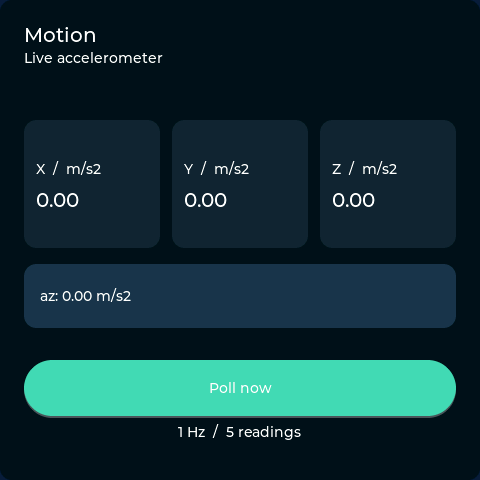 Motion
Live accelerometer
X / m/s2
Y / m/s2
Z / m/s2
0.00
0.00
0.00
az: 0.00 m/s2
Poll now
1 Hz / 5 readings